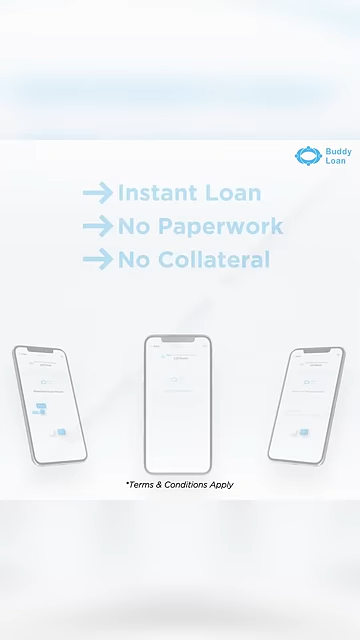 Buddy
Loan
→ Instant Loan
→ No Paperwork
→ No Collateral
*Terms & Conditions Apply